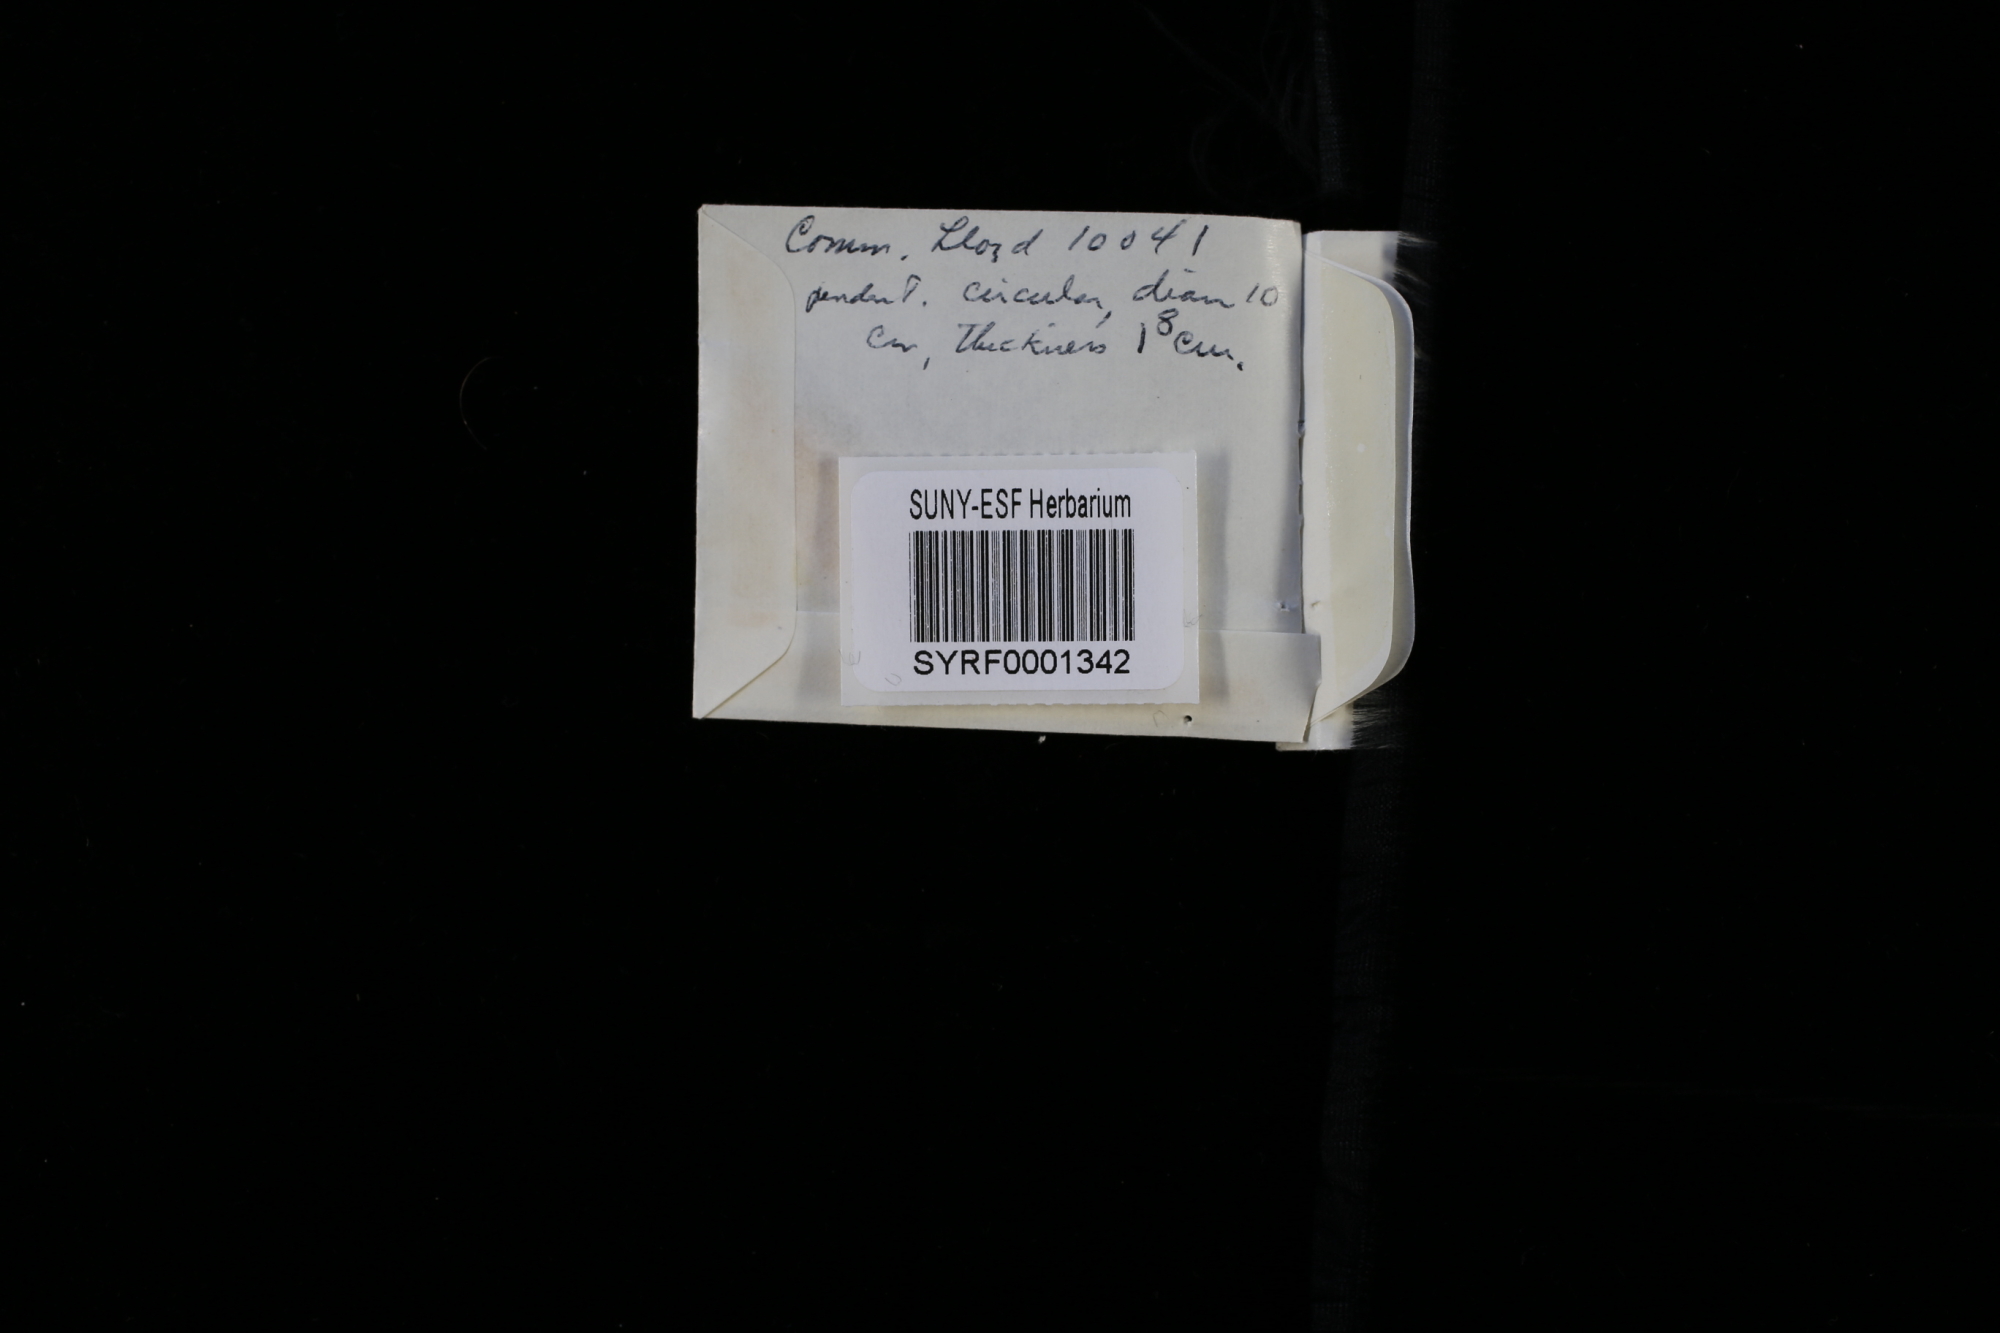 Comm. Lloyd 10041
pendent. circular, diam 10
cm, Thickness 1⁸ cm.
SUNY-ESF Herbarium
SYRF0001342